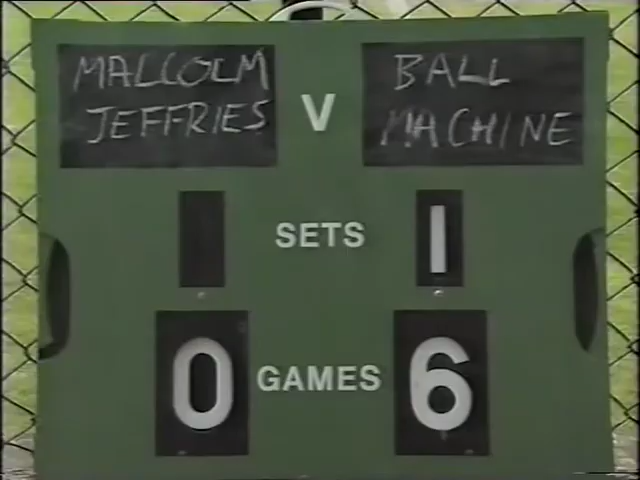 MALCOLM
JEFFRIES
V
BALL
MACHINE
SETS 1
0 GAMES 6